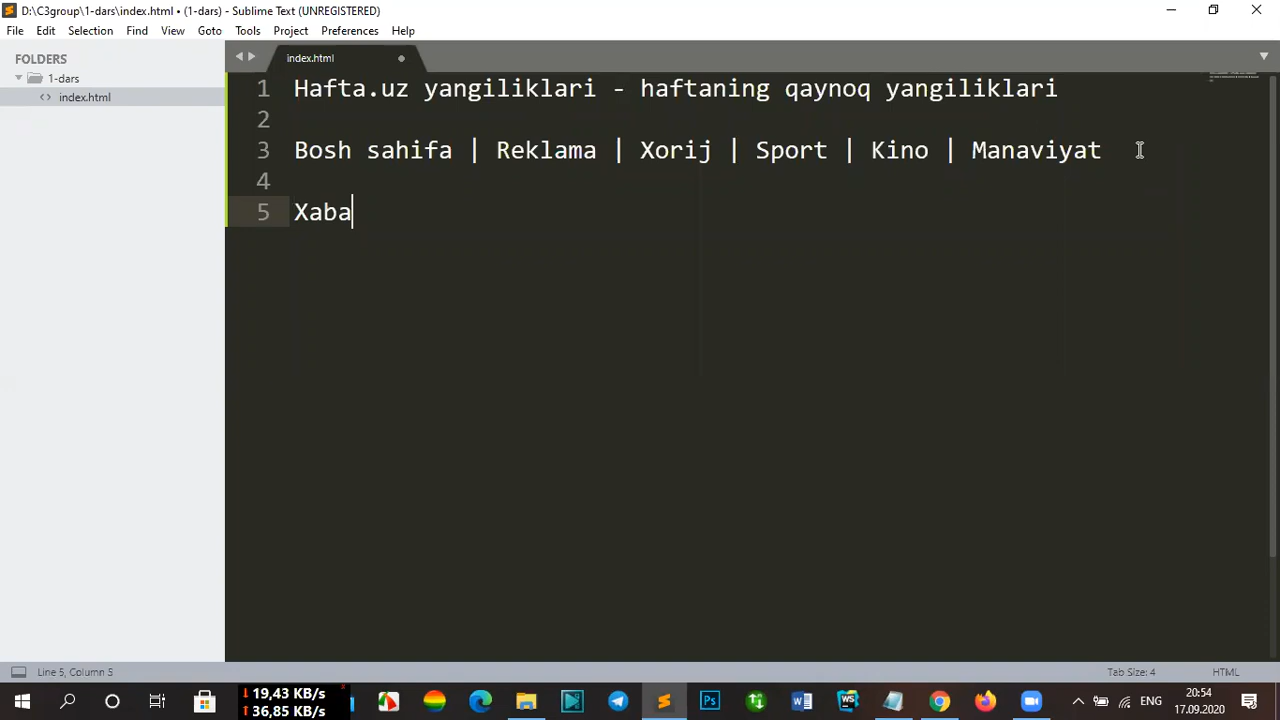 D:\C3group\1-dars\index.html • (1-dars) - Sublime Text (UNREGISTERED)
File Edit Selection Find View Goto Tools Project Preferences Help
FOLDERS
1-dars
index.html
index.html
1 Hafta.uz yangiliklari - haftaning qaynoq yangiliklari
2
3 Bosh sahifa | Reklama | Xorij | Sport | Kino | Manaviyat
4
5 Xaba
Line 5, Column 5
Tab Size: 4
HTML
19,43 KB/s
36,85 KB/s
ENG
20:54
17.09.2020